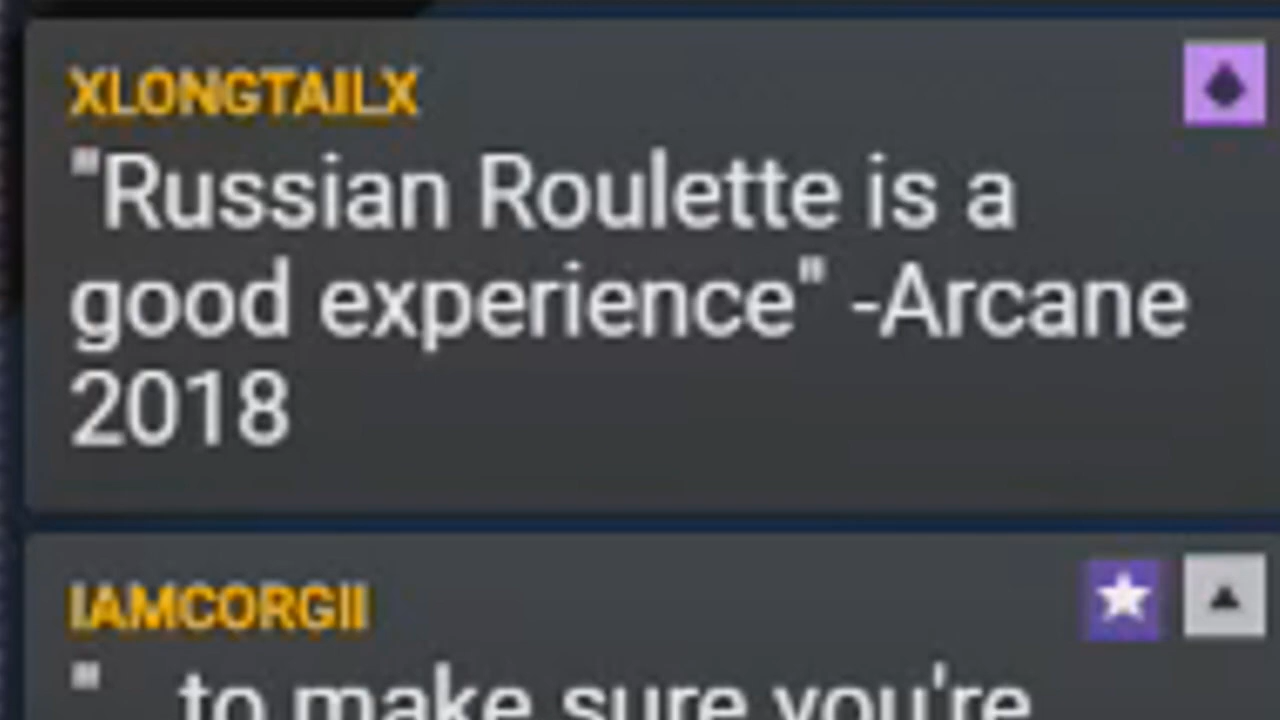 XLONGTAILX
"Russian Roulette is a
good experience" -Arcane
2018
IAMCORGII
" to make sure you're